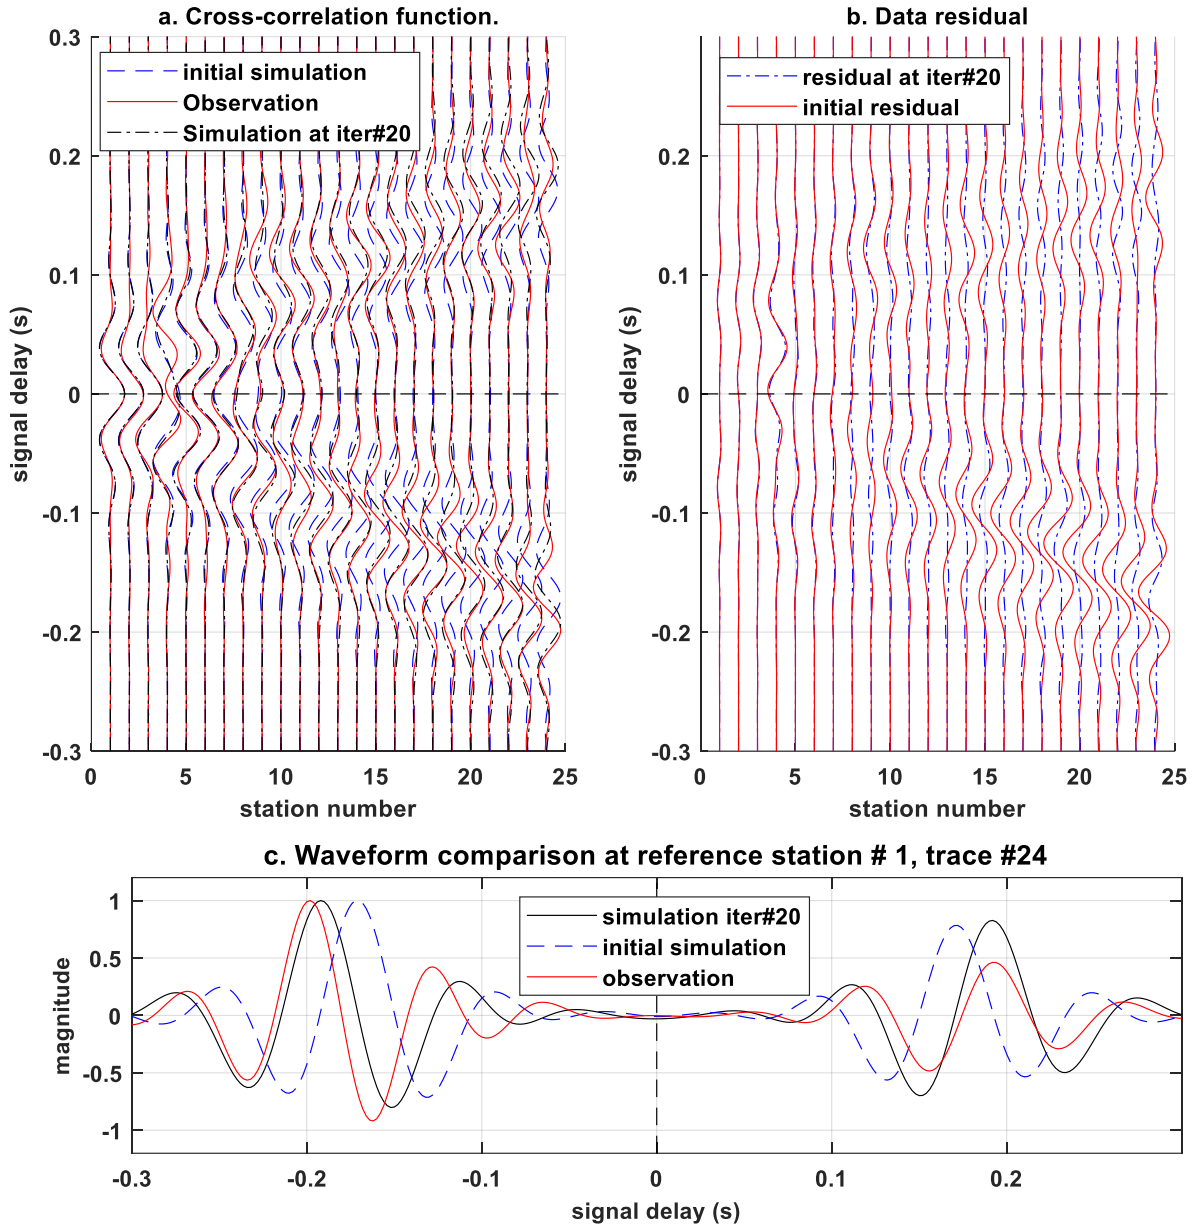 a. Cross-correlation function.
0.3
0.2
0.1
0
-0.1
-0.2
-0.3
signal delay (s)
initial simulation
Observation
Simulation at iter#20
0 5 10 15 20 25
station number
b. Data residual
0.2
0.1
0
-0.1
-0.2
-0.3
signal delay (s)
residual at iter#20
initial residual
0 5 10 15 20 25
station number
c. Waveform comparison at reference station # 1, trace #24
1
0.5
0
-0.5
-1
magnitude
simulation iter#20
initial simulation
observation
-0.3 -0.2 -0.1 0 0.1 0.2
signal delay (s)